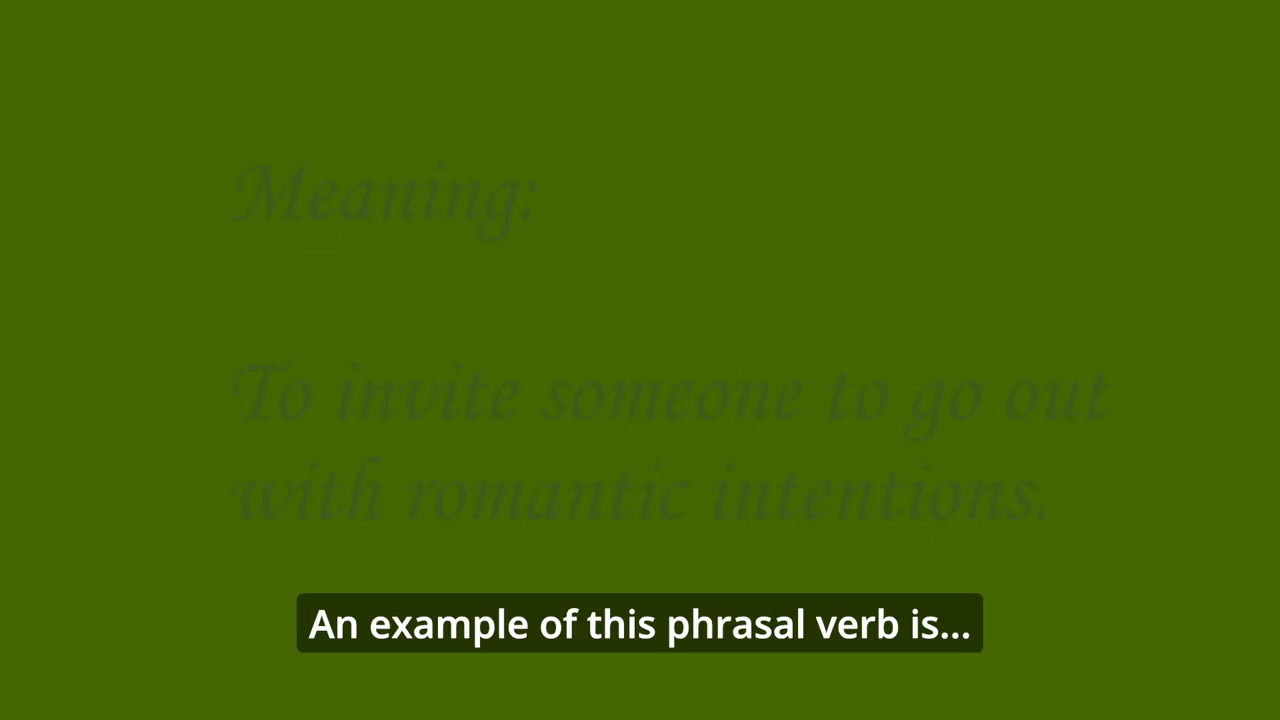 Meaning:
To invite someone to go out
with romantic intentions.
An example of this phrasal verb is...